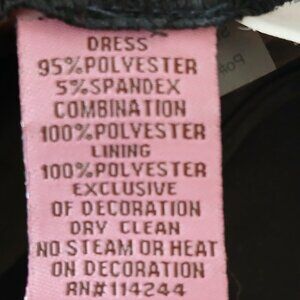 DRESS
95%POLYESTER
5%SPANDEX
COMBINATION
100%POLYESTER
LINING
100%POLYESTER
EXCLUSIVE
OF DECORATION
DRY CLEAN
NO STEAM OR HEAT
ON DECORATION
RN#114244